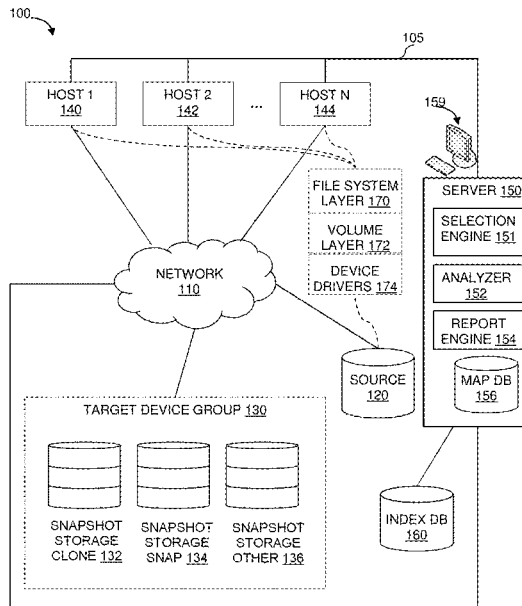 100
105
HOST 1
140
HOST 2
142
...
HOST N
144
159
FILE SYSTEM
LAYER 170
VOLUME
LAYER 172
DEVICE
DRIVERS 174
SERVER 150
SELECTION
ENGINE 151
ANALYZER
152
REPORT
ENGINE 154
MAP DB
156
NETWORK
110
SOURCE
120
TARGET DEVICE GROUP 130
SNAPSHOT
STORAGE
CLONE 132
SNAPSHOT
STORAGE
SNAP 134
SNAPSHOT
STORAGE
OTHER 136
INDEX DB
160